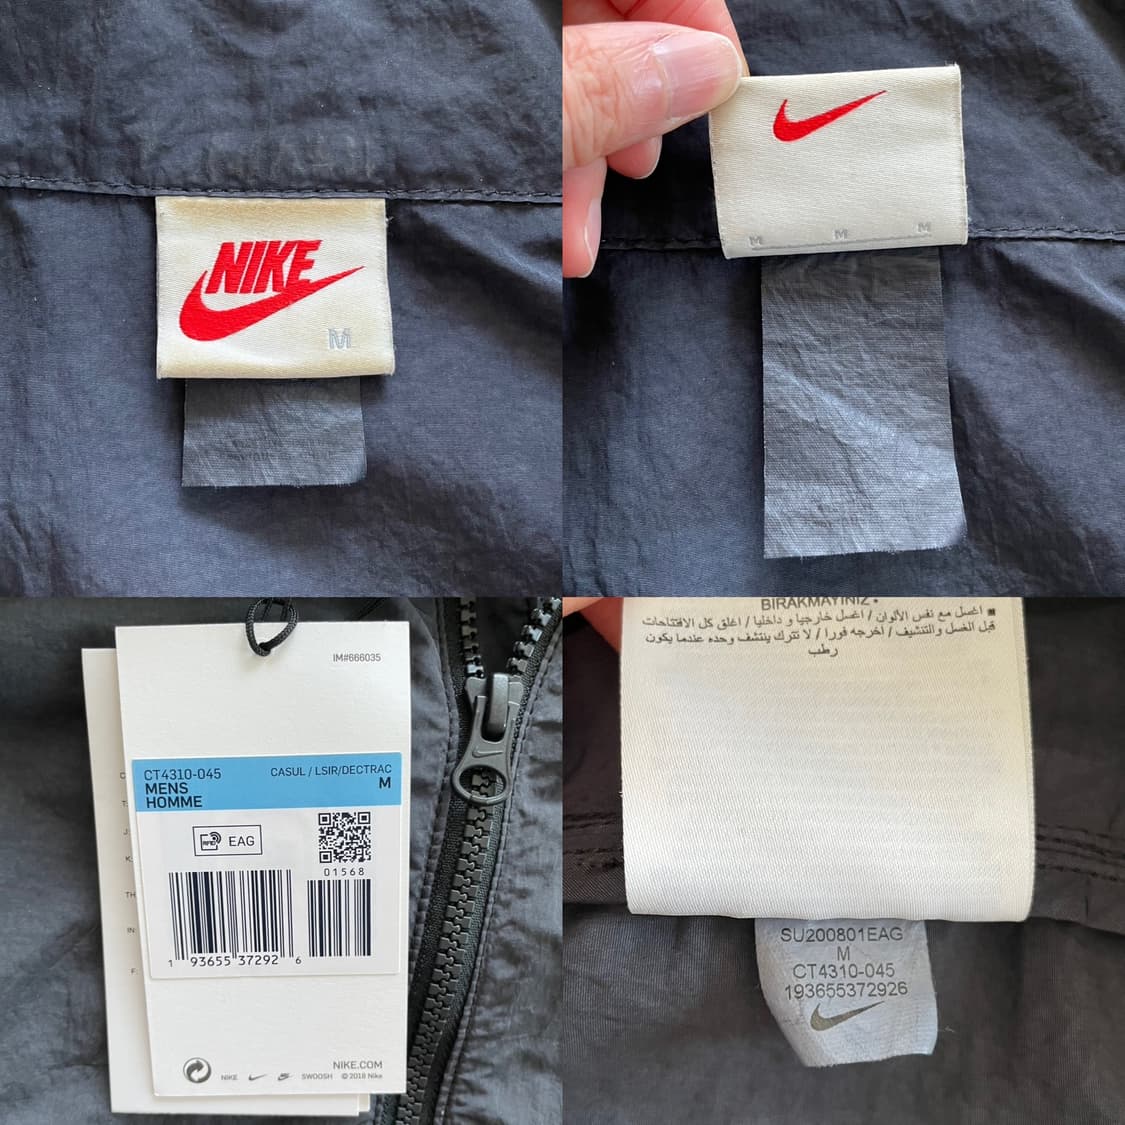 NIKE
M
M M M
IM#666035
CT4310-045 CASUL / LSIR/DECTRAC
MENS M
HOMME
RFID EAG
01568
1 93655 37292 6
NIKE.COM
NIKE SWOOSH © 2018 Nike
BIRAKMAYINIZ •
▪ اغسل مع نفس الألوان / اغسل خارجيا و داخليا / اغلق كل الافتتاحات
قبل الغسل والتنشيف / أخرجه فورا / لا تترك ينتشف وحده عندما يكون
رطب
SU200801EAG
M
CT4310-045
193655372926